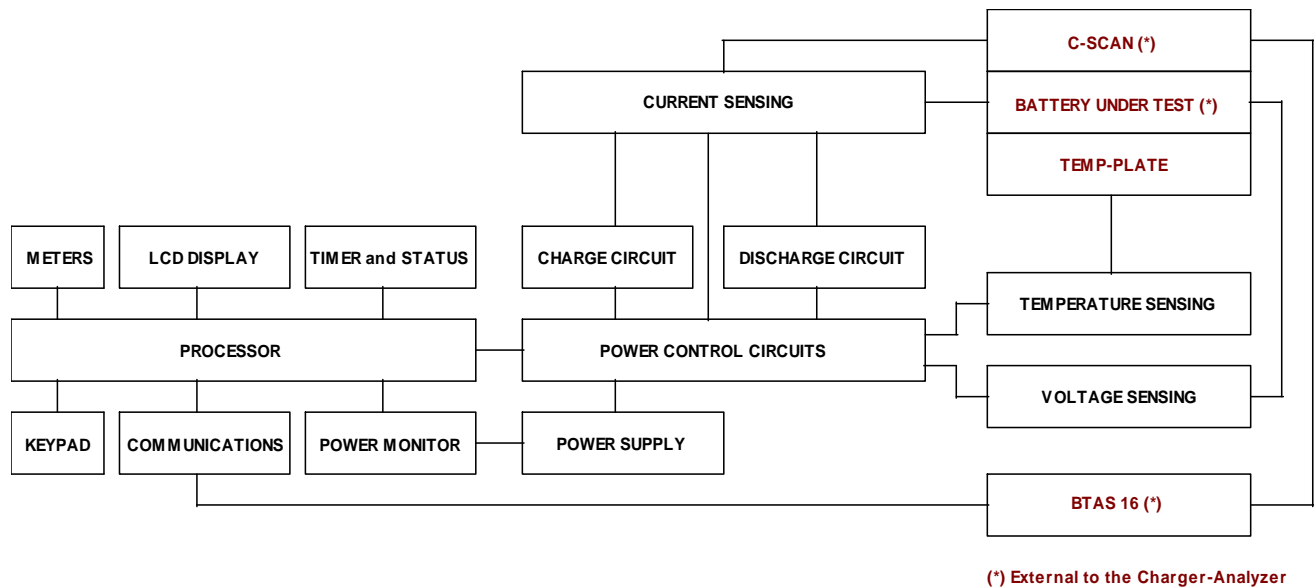 C-SCAN (*)
CURRENT SENSING
BATTERY UNDER TEST (*)
TEMP-PLATE
METERS
LCD DISPLAY
TIMER and STATUS
CHARGE CIRCUIT
DISCHARGE CIRCUIT
TEMPERATURE SENSING
PROCESSOR
POWER CONTROL CIRCUITS
VOLTAGE SENSING
KEYPAD
COMMUNICATIONS
POWER MONITOR
POWER SUPPLY
BTAS 16 (*)
(*) External to the Charger-Analyzer